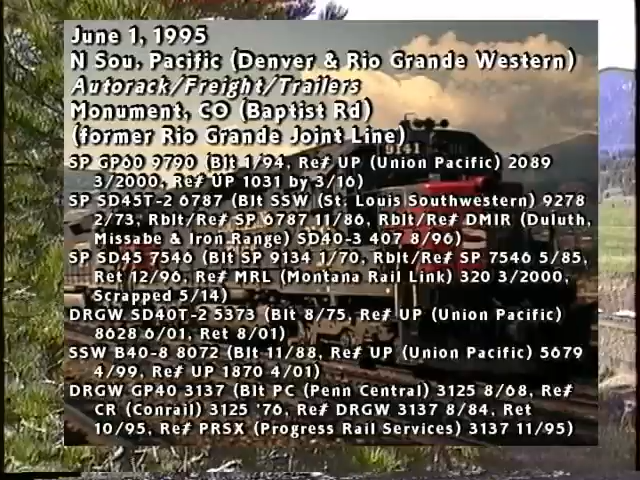 June 1, 1995
N Sou. Pacific (Denver & Rio Grande Western)
Autorack/Freight/Trailers
Monument, CO (Baptist Rd)
(former Rio Grande Joint Line)
9141
SP GP60 9790 (Blt 1/94, Re# UP (Union Pacific) 2089
3/2000, Re# UP 1031 by 3/16)
SP SD45T-2 6787 (Blt SSW (St. Louis Southwestern) 9278
2/73, Rblt/Re# SP 6787 11/86, Rblt/Re# DMIR (Duluth,
Missabe & Iron Range) SD40-3 407 8/96)
SP SD45 7546 (Blt SP 9134 1/70, Rblt/Re# SP 7546 5/85,
Ret 12/96, Re# MRL (Montana Rail Link) 320 3/2000,
Scrapped 5/14)
DRGW SD40T-2 5373 (Blt 8/75, Re# UP (Union Pacific)
8628 6/01, Ret 8/01)
SSW B40-8 8072 (Blt 11/88, Re# UP (Union Pacific) 5679
4/99, Re# UP 1870 4/01)
DRGW GP40 3137 (Blt PC (Penn Central) 3125 8/68, Re#
CR (Conrail) 3125 '76, Re# DRGW 3137 8/84, Ret
10/95, Re# PRSX (Progress Rail Services) 3137 11/95)